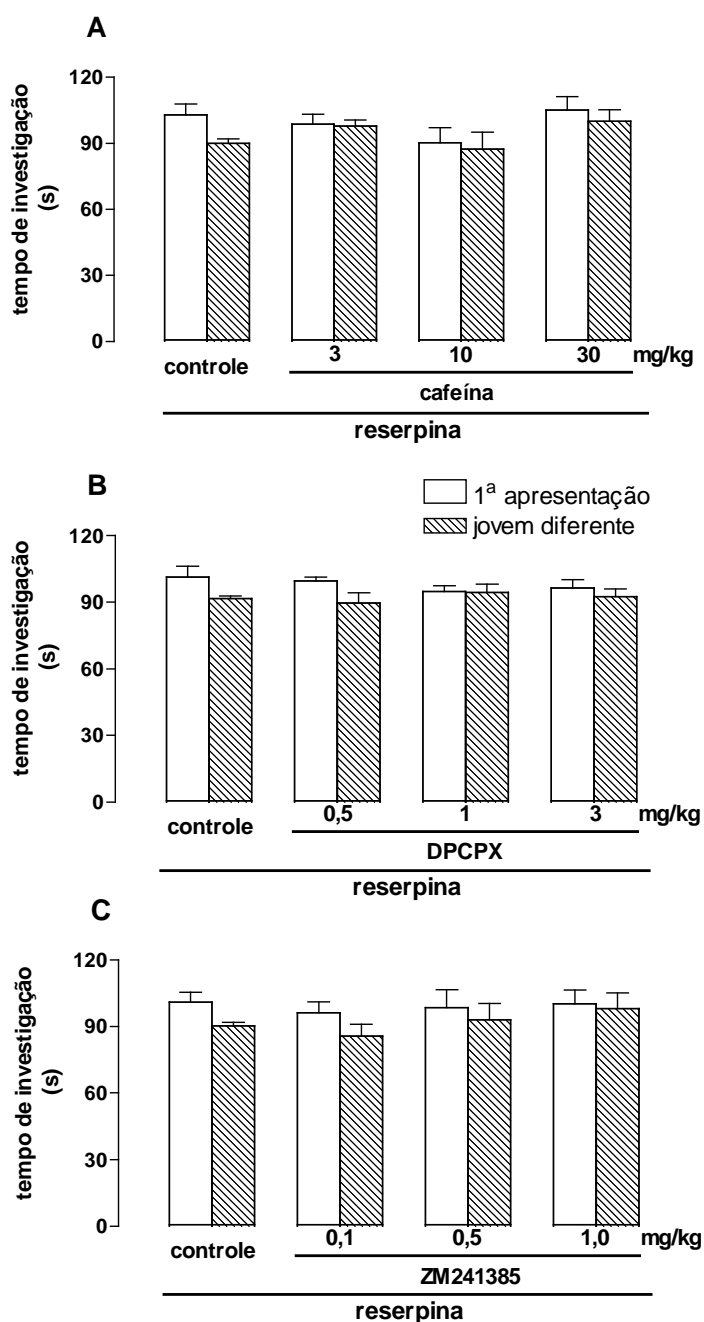 A
tempo de investigação
(s)
120
90
60
30
0
controle
3 10 30 mg/kg
cafeína
reserpina
B
1ª apresentação
jovem diferente
tempo de investigação
(s)
120
90
60
30
0
controle
0,5 1 3 mg/kg
DPCPX
reserpina
C
tempo de investigação
(s)
120
90
60
30
0
controle
0,1 0,5 1,0 mg/kg
ZM241385
reserpina